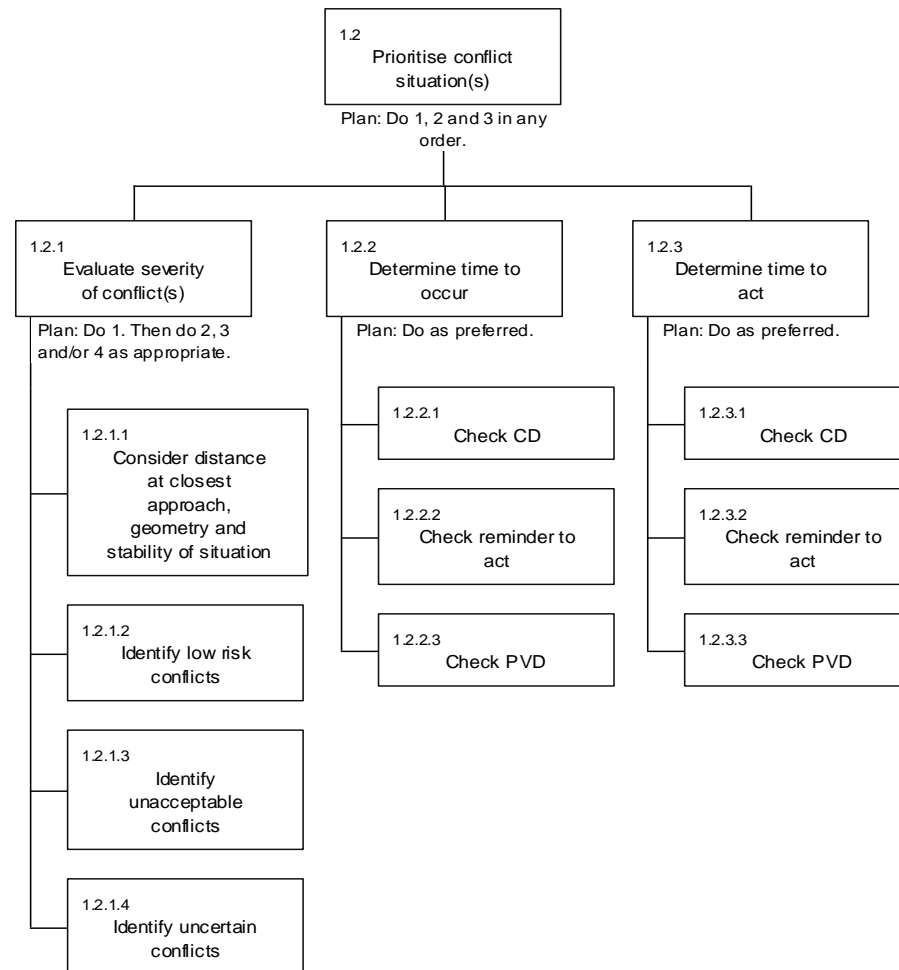 1.2
Prioritise conflict
situation(s)
Plan: Do 1, 2 and 3 in any
order.
1.2.1
Evaluate severity
of conflict(s)
Plan: Do 1. Then do 2, 3
and/or 4 as appropriate.
1.2.1.1
Consider distance
at closest
approach,
geometry and
stability of situation
1.2.1.2
Identify low risk
conflicts
1.2.1.3
Identify
unacceptable
conflicts
1.2.1.4
Identify uncertain
conflicts
1.2.2
Determine time to
occur
Plan: Do as preferred.
1.2.2.1
Check CD
1.2.2.2
Check reminder to
act
1.2.2.3
Check PVD
1.2.3
Determine time to
act
Plan: Do as preferred.
1.2.3.1
Check CD
1.2.3.2
Check reminder to
act
1.2.3.3
Check PVD